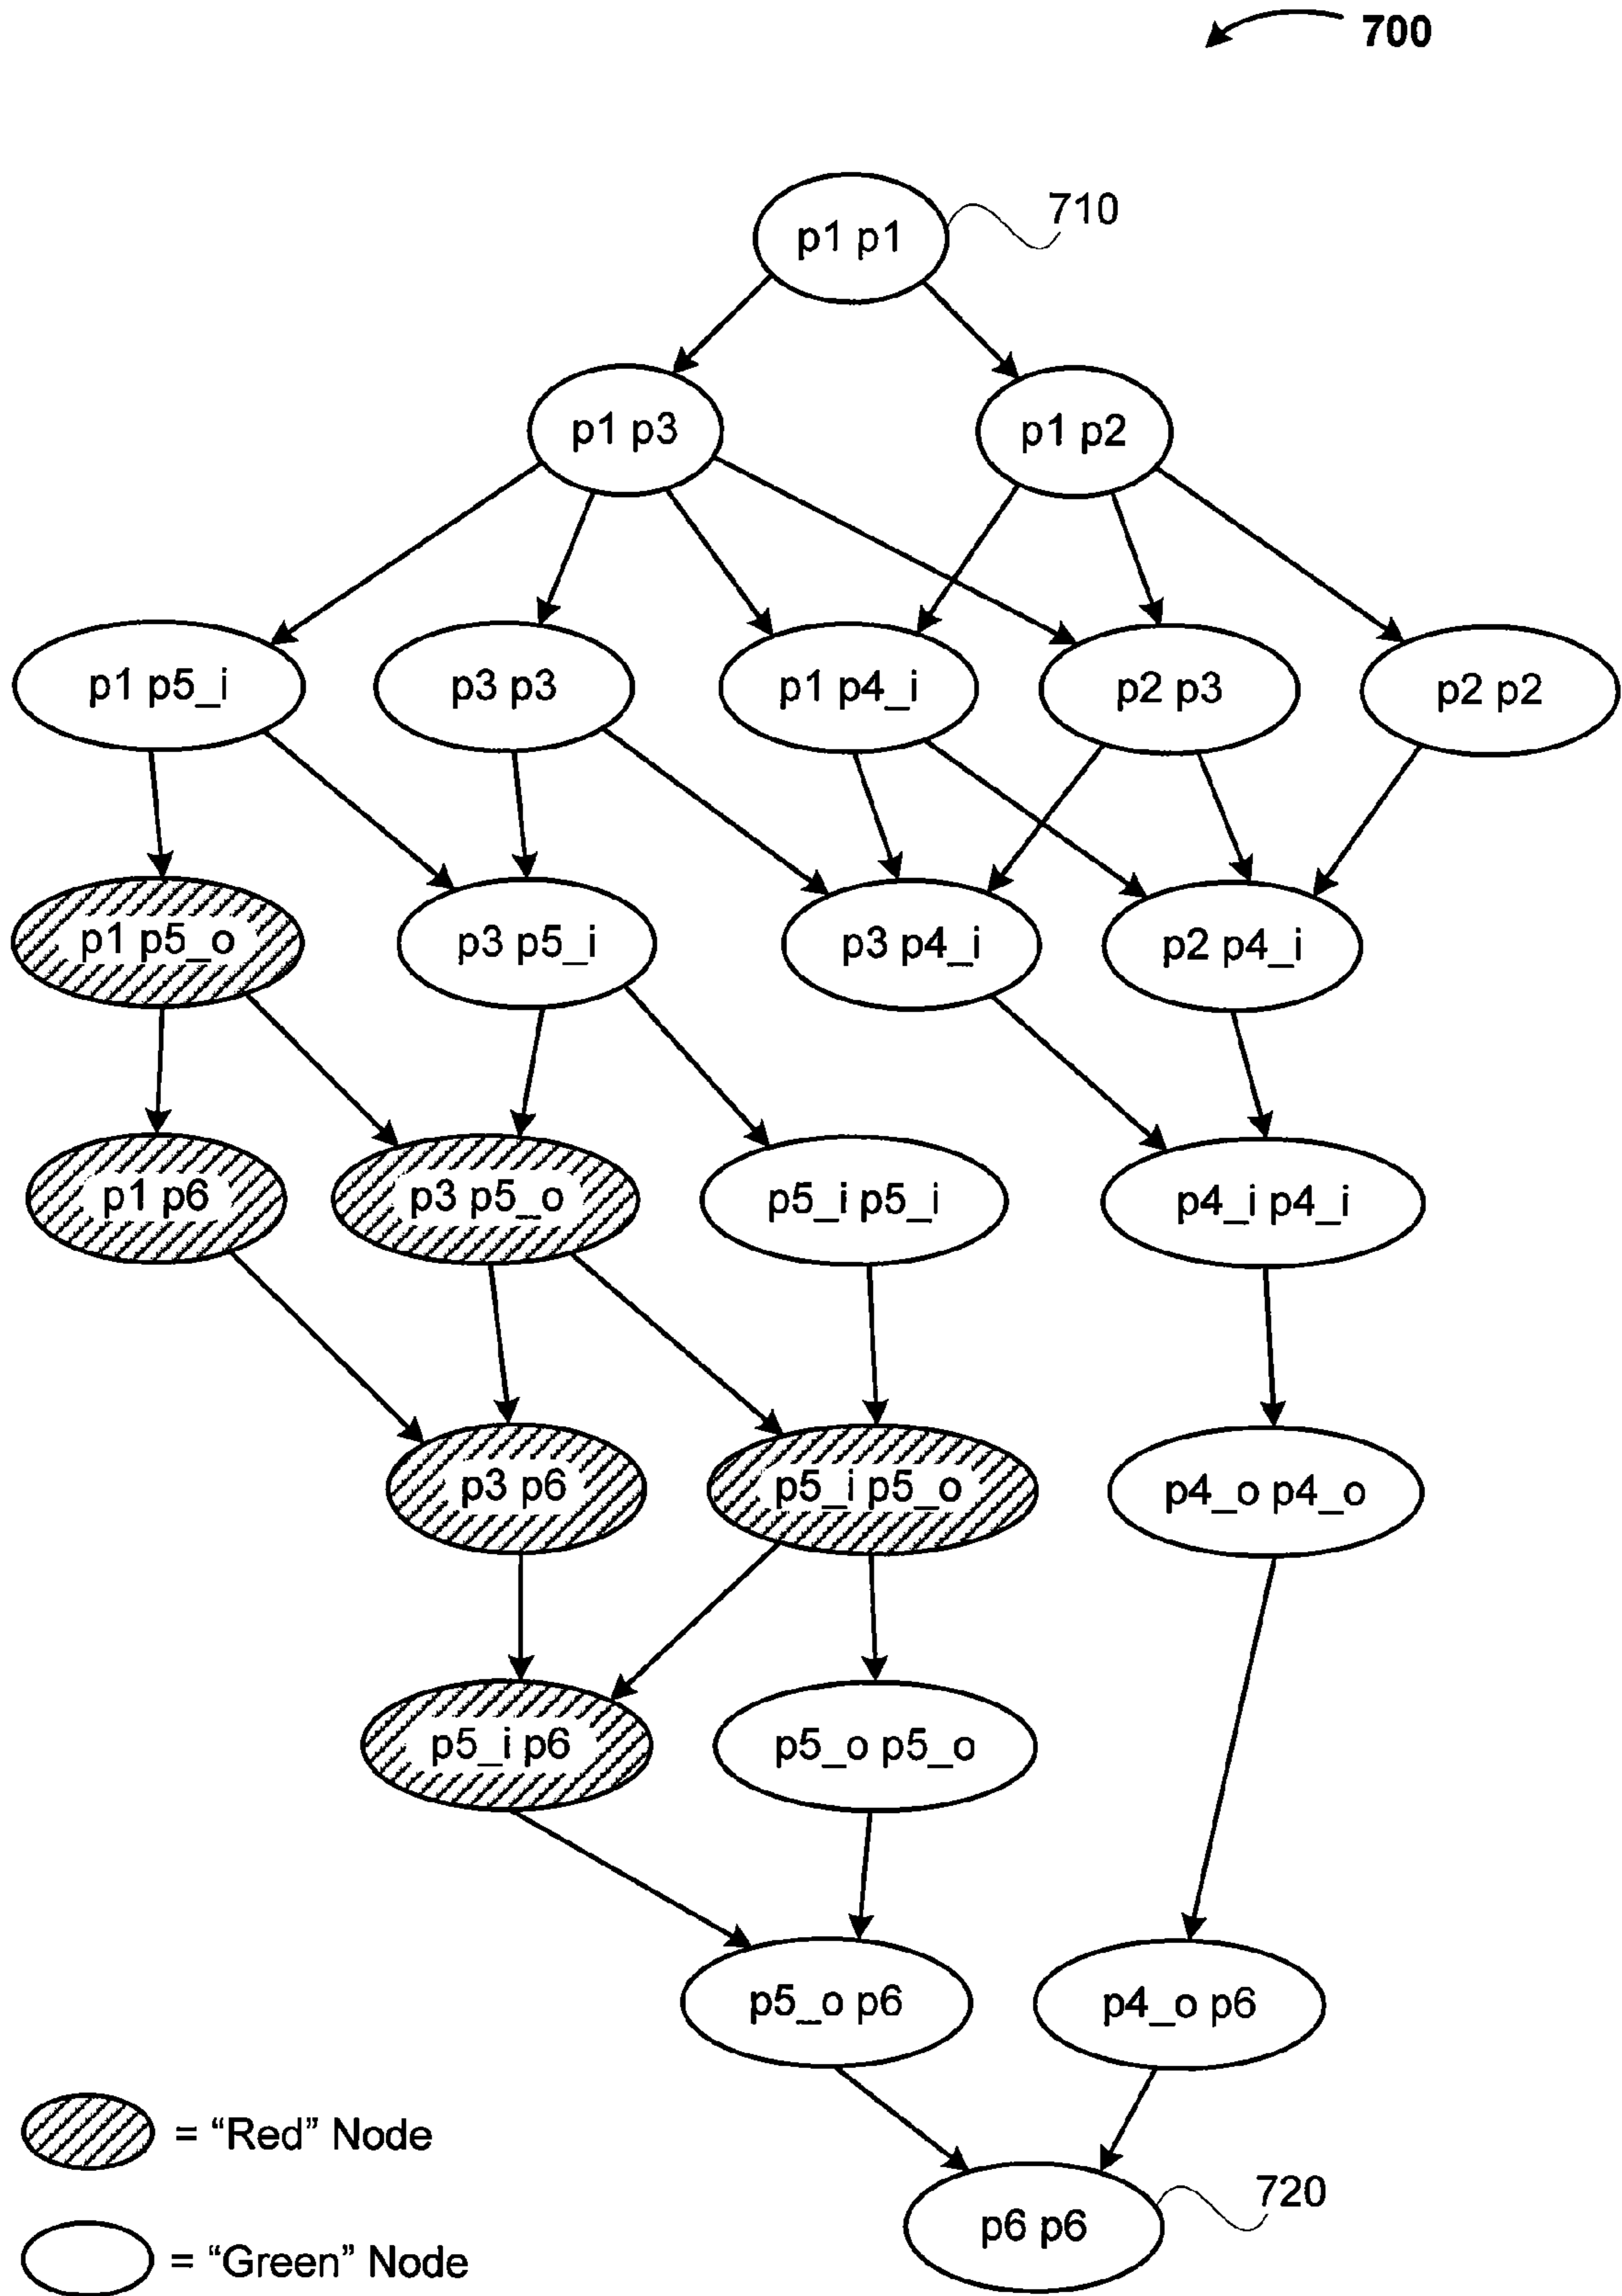 700
p1 p1
710
p1 p3
p1 p2
p1 p5_i
p3 p3
p1 p4_i
p2 p3
p2 p2
p1 p5_o
p3 p5_i
p3 p4_i
p2 p4_i
p1 p6
p3 p5_o
p5_i p5_i
p4_i p4_i
p3 p6
p5_i p5_o
p4_o p4_o
p5_i p6
p5_o p5_o
p5_o p6
p4_o p6
= “Red” Node
p6 p6
720
= “Green” Node